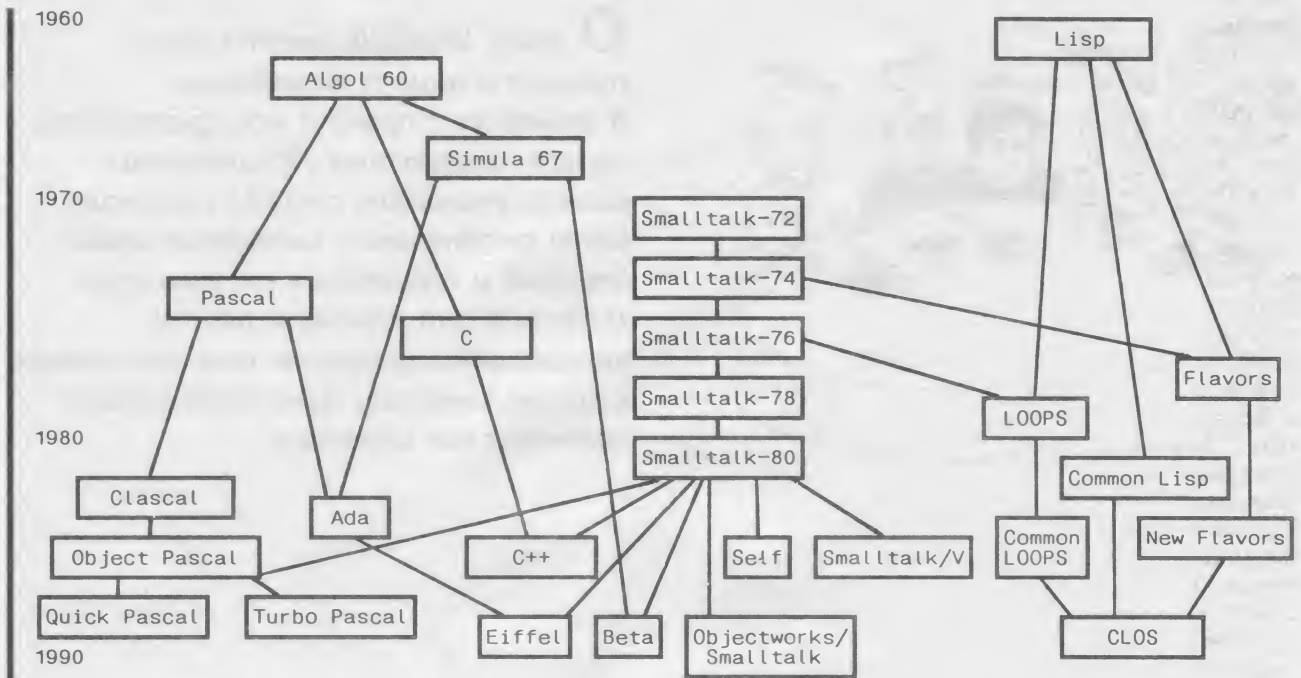 1960
Lisp
Algol 60
Simula 67
1970
Smalltalk-72
Smalltalk-74
Pascal
C
Smalltalk-76
Flavors
Smalltalk-78
LOOPS
1980
Smalltalk-80
Common Lisp
Clascal
Ada
Object Pascal
C++
Self
Smalltalk/V
Common
LOOPS
New Flavors
Quick Pascal
Turbo Pascal
Eiffel
Beta
Objectworks/
Smalltalk
CLOS
1990